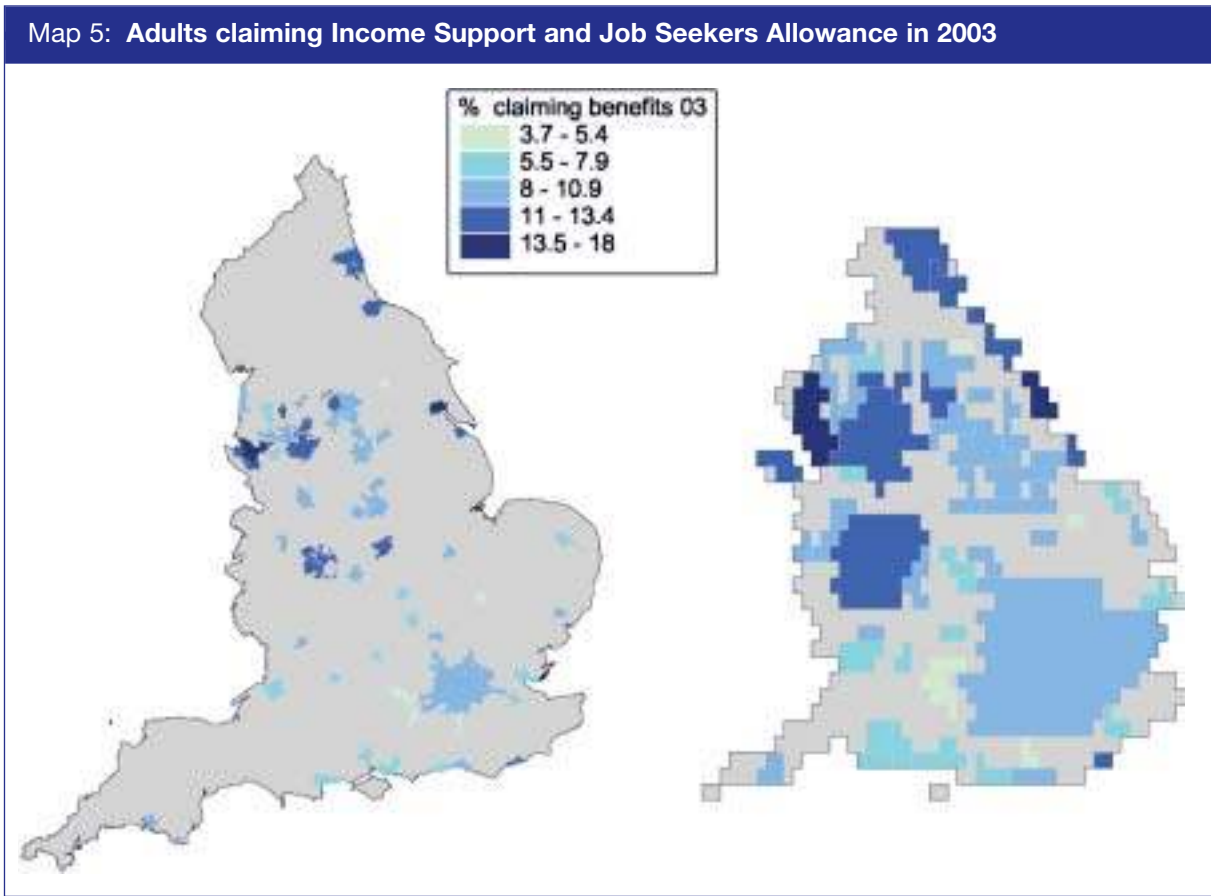 Map 5: Adults claiming Income Support and Job Seekers Allowance in 2003
% claiming benefits 03
3.7 - 5.4
5.5 - 7.9
8 - 10.9
11 - 13.4
13.5 - 18